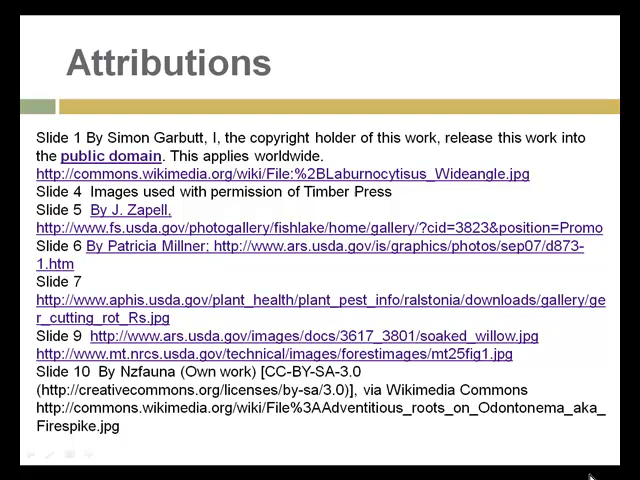 Attributions
Slide 1 By Simon Garbutt, I, the copyright holder of this work, release this work into
the public domain. This applies worldwide.
http://commons.wikimedia.org/wiki/File:%2BLaburnocytisus_Wideangle.jpg
Slide 4  Images used with permission of Timber Press
Slide 5  By J. Zapell,
http://www.fs.usda.gov/photogallery/fishlake/home/gallery/?cid=3823&position=Promo
Slide 6 By Patricia Millner; http://www.ars.usda.gov/is/graphics/photos/sep07/d873-
1.htm
Slide 7
http://www.aphis.usda.gov/plant_health/plant_pest_info/ralstonia/downloads/gallery/ge
r_cutting_rot_Rs.jpg
Slide 9  http://www.ars.usda.gov/images/docs/3617_3801/soaked_willow.jpg
http://www.mt.nrcs.usda.gov/technical/images/forestimages/mt25fig1.jpg
Slide 10  By Nzfauna (Own work) [CC-BY-SA-3.0
(http://creativecommons.org/licenses/by-sa/3.0)], via Wikimedia Commons
http://commons.wikimedia.org/wiki/File%3AAdventitious_roots_on_Odontonema_aka_
Firespike.jpg